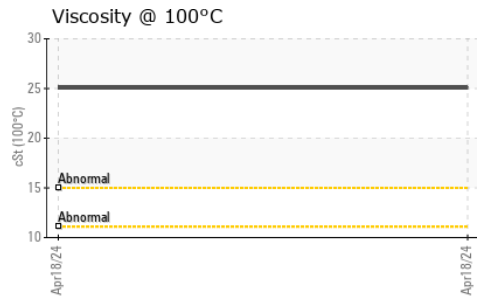 Viscosity @ 100°C
30
25
20
15
10
cSt (100°C)
Abnormal
Abnormal
Apr18/24
Apr18/24